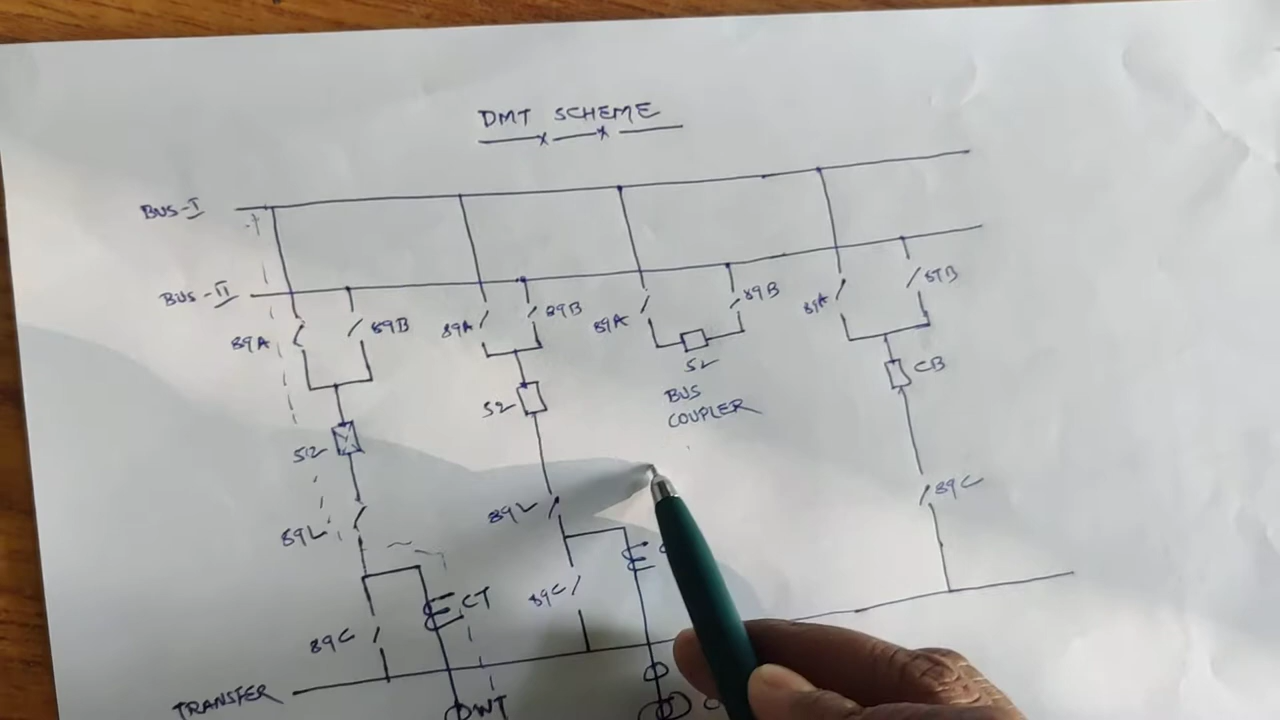 DMT SCHEME
BUS-I
BUS-II
89A
89B
89A
89B
89A
89B
89A
52
BUS
COUPLER
CB
52
52
89L
89L
89C
CT
89C
89C
TRANSFER